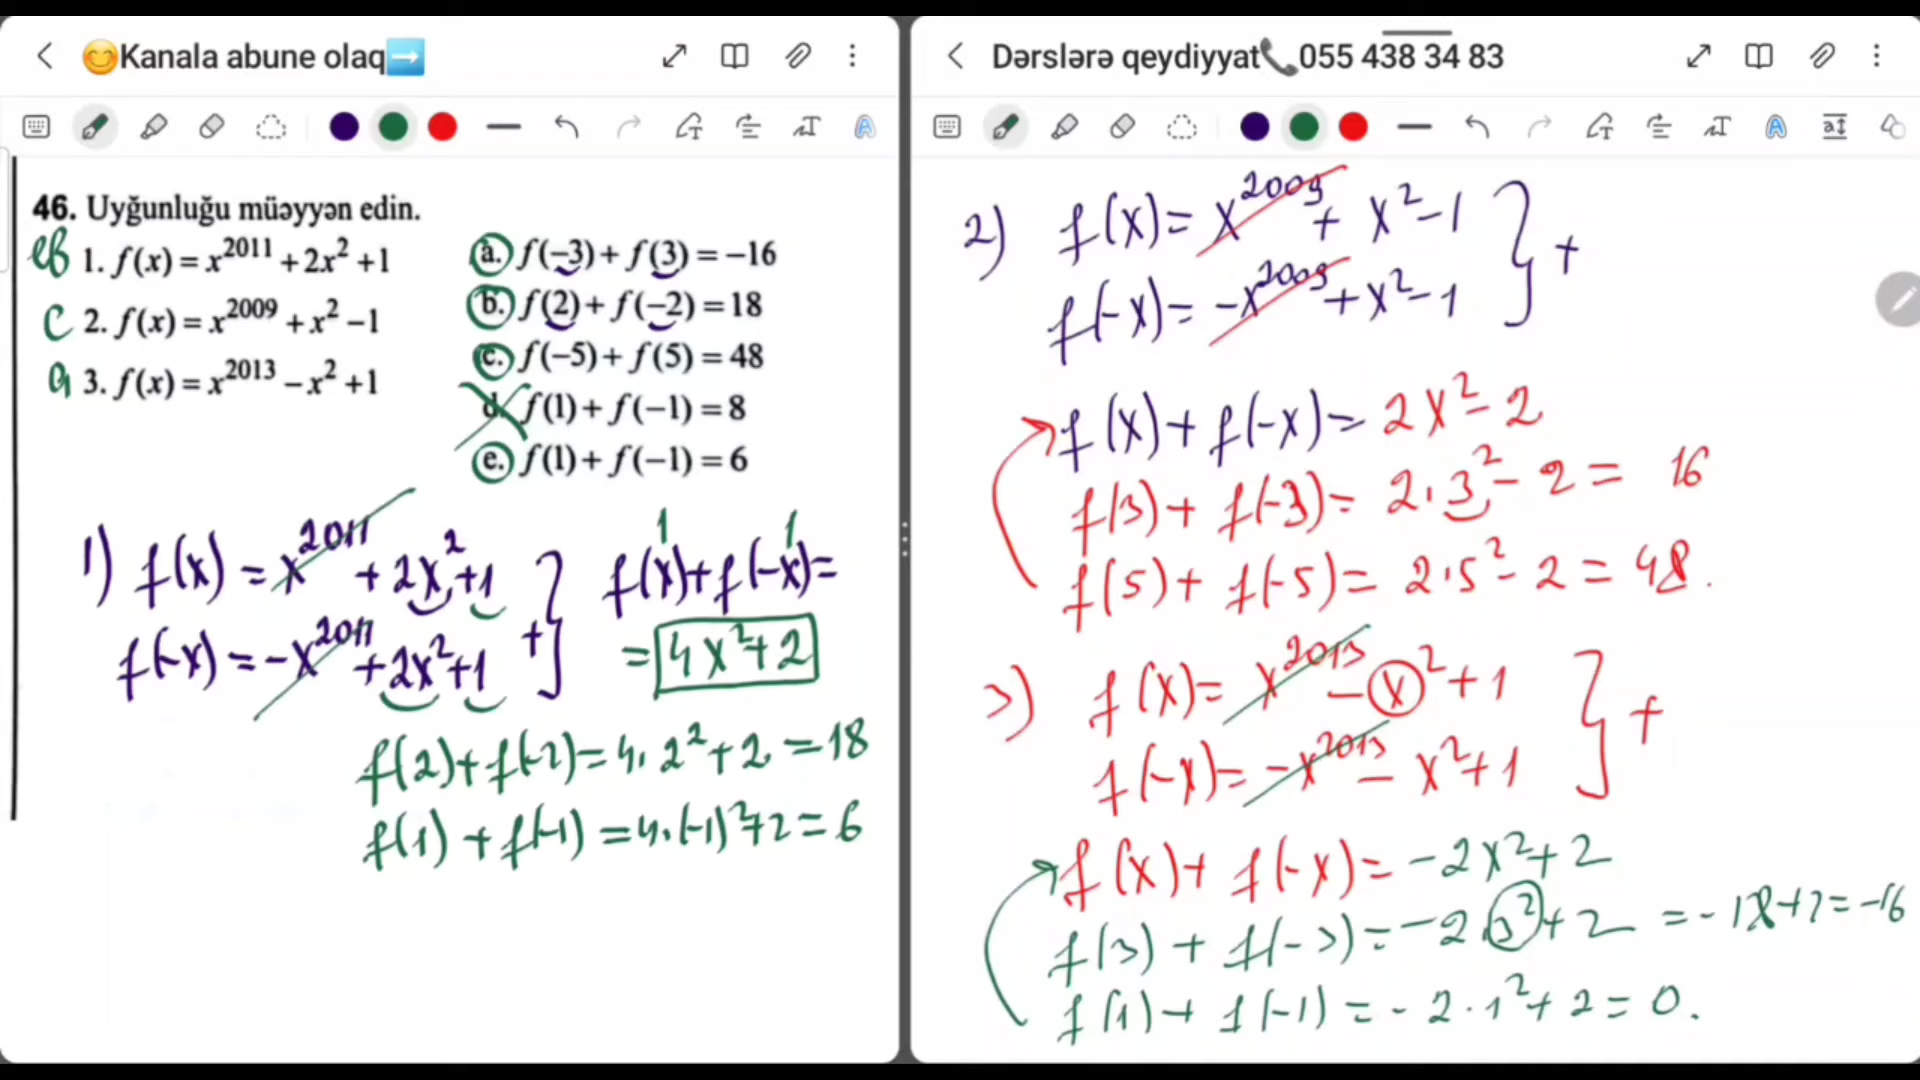 😊Kanala abune olaq➡️
46. Uyğunluğu müəyyən edin.
eb 1. f(x) = x^2011 + 2x^2 + 1
c 2. f(x) = x^2009 + x^2 − 1
a 3. f(x) = x^2013 − x^2 + 1
a. f(−3) + f(3) = −16
b. f(2) + f(−2) = 18
c. f(−5) + f(5) = 48
d. f(1) + f(−1) = 8
e. f(1) + f(−1) = 6
1) f(x) = x^2011 + 2x^2 + 1
f(-x) = -x^2011 + 2x^2 + 1
} +
1 1
f(x) + f(-x) =
= 4x^2 + 2
f(2) + f(-2) = 4. 2^2 + 2. = 18
f(1) + f(-1) = 4.(-1)^2 + 2 = 6
Dərslərə qeydiyyat📞055 438 34 83
2) f(x) = x^2009 + x^2 - 1
f(-x) = -x^2009 + x^2 - 1
} +
f(x) + f(-x) = 2x^2 - 2
f(3) + f(-3) = 2.3^2 - 2 = 16
f(5) + f(-5) = 2.5^2 - 2 = 48.
3) f(x) = x^2013 - x^2 + 1
f(-x) = -x^2013 - x^2 + 1
} +
f(x) + f(-x) = -2x^2 + 2
f(3) + f(-3) = -2.3^2 + 2 = -18 + 2 = -16
f(1) + f(-1) = -2.1^2 + 2 = 0.